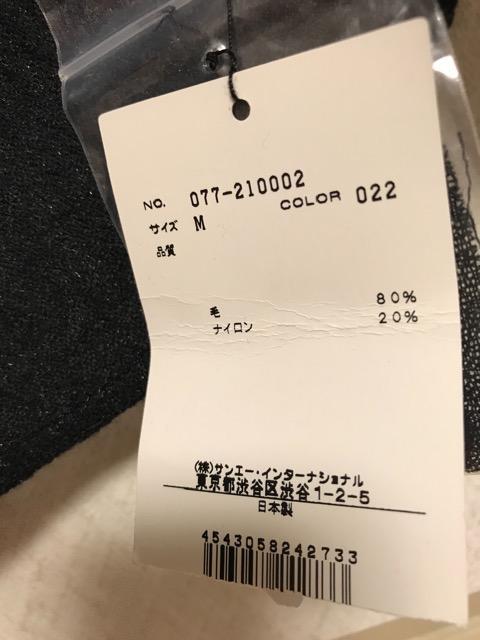 NO. 077-210002
サイズ M COLOR 022
品質
毛 80%
ナイロン 20%
(株)サンエー・インターナショナル
東京都渋谷区渋谷1-2-5
日本製
4543058242733